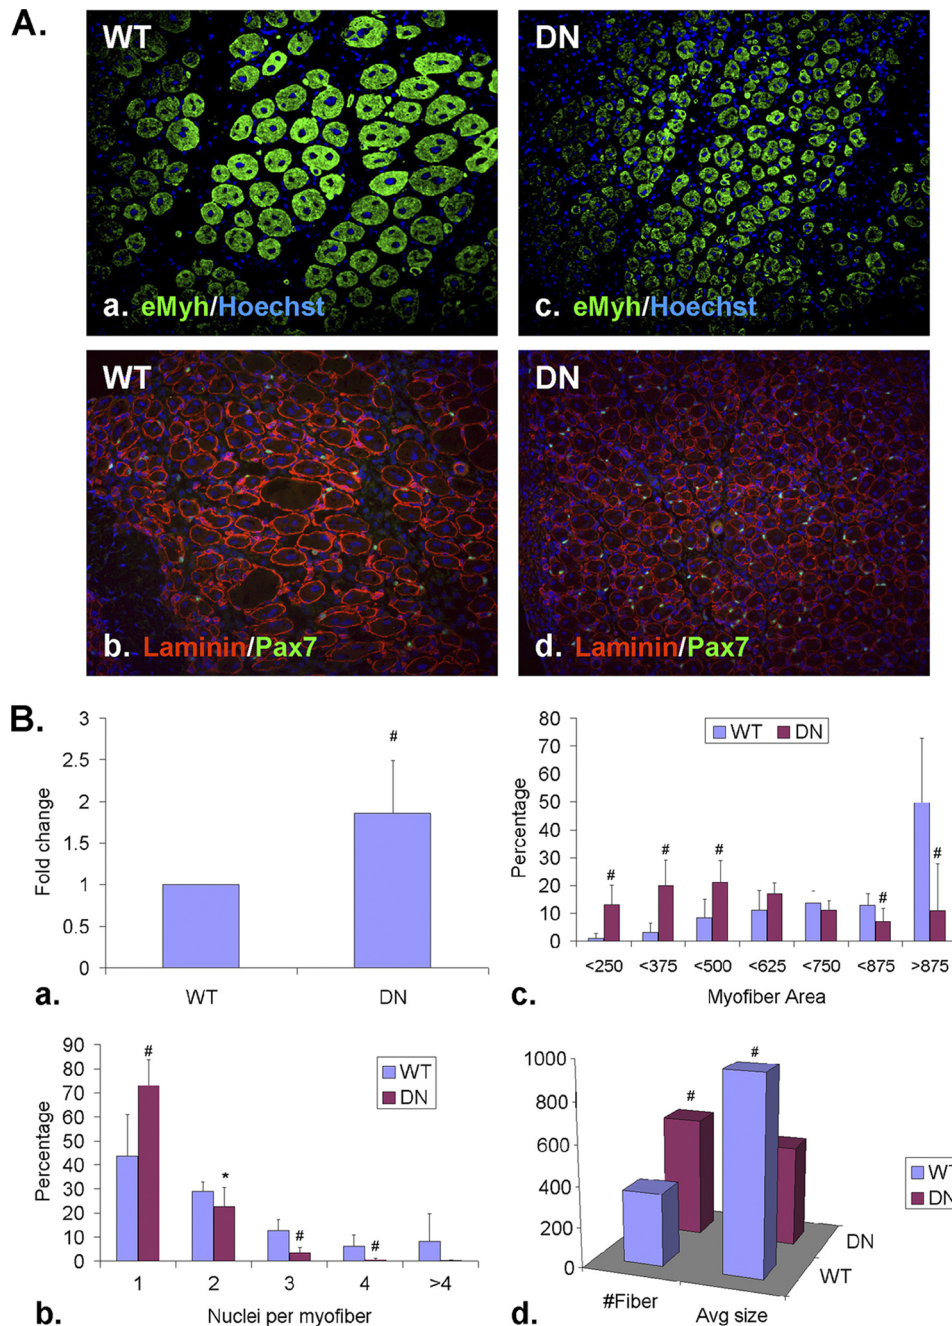 A.
WT
DN
a. eMyh/Hoechst
c. eMyh/Hoechst
WT
DN
b. Laminin/Pax7
d. Laminin/Pax7
B.
Fold change
3
2.5
2
1.5
1
0.5
0
#
WT
DN
a.
Percentage
80
70
60
50
40
30
20
10
0
WT
DN
#
#
#
#
#
<250
<375
<500
<625
<750
<875
>875
Myofiber Area
c.
Percentage
90
80
70
60
50
40
30
20
10
0
WT
DN
#
*
#
#
1
2
3
4
>4
Nuclei per myofiber
b.
1000
800
600
400
200
0
#
#
WT
DN
DN
WT
#Fiber
Avg size
d.